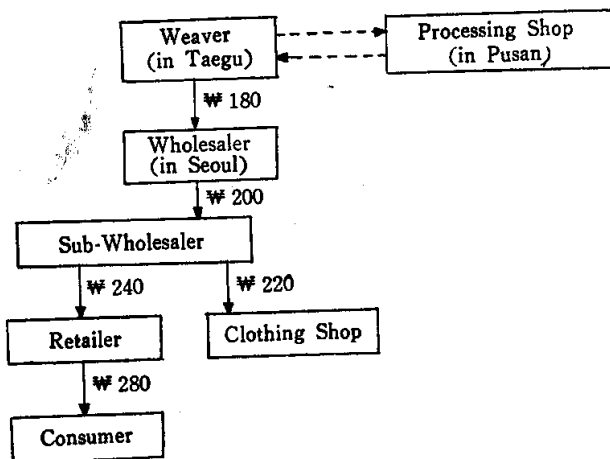 Weaver
(in Taegu)
Processing Shop
(in Pusan)
₩ 180
Wholesaler
(in Seoul)
₩ 200
Sub-Wholesaler
₩ 240
₩ 220
Retailer
Clothing Shop
₩ 280
Consumer